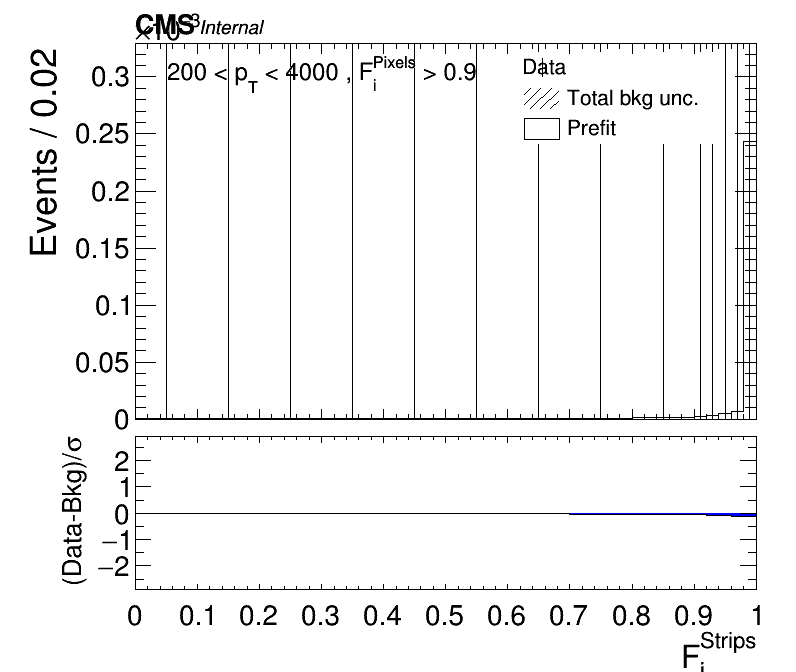 CMS Internal
×10⁻³
200 < p_T < 4000 , F_i^Pixels > 0.9
Data
Total bkg unc.
Prefit
Events / 0.02
0.3
0.25
0.2
0.15
0.1
0.05
0
(Data-Bkg)/σ
2
1
0
−1
−2
0 0.1 0.2 0.3 0.4 0.5 0.6 0.7 0.8 0.9 1
F_i^Strips